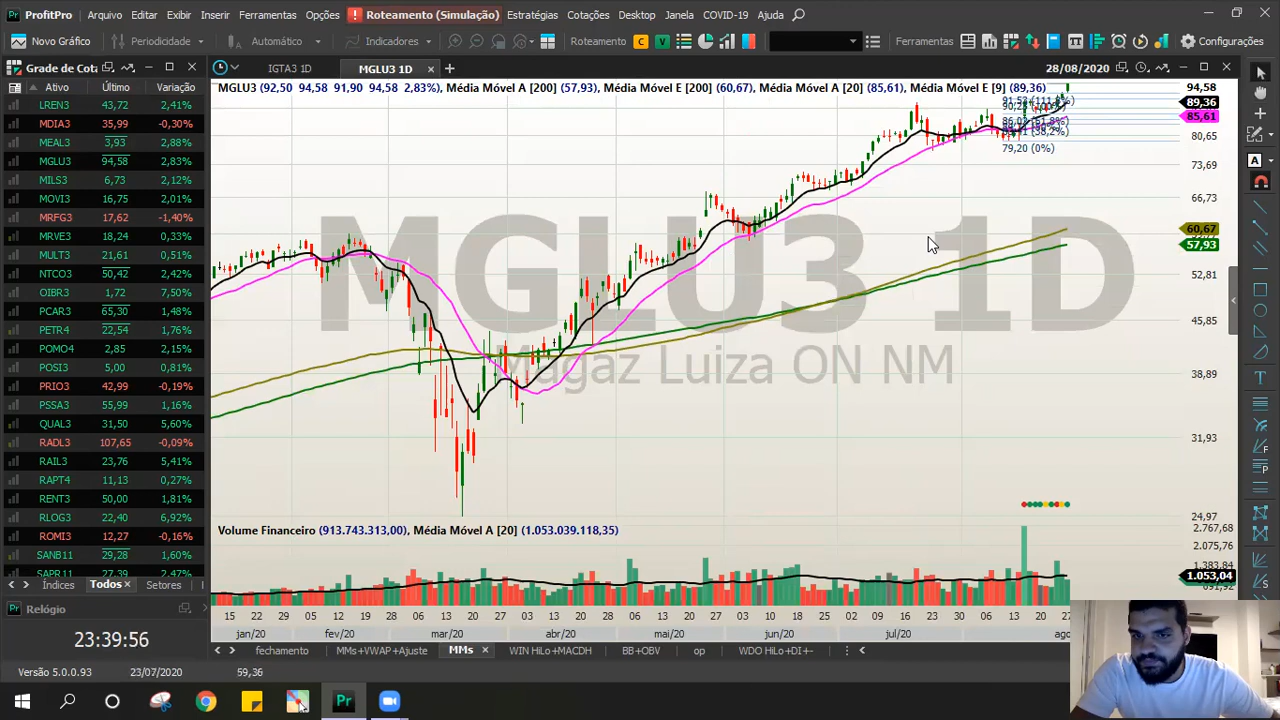 ProfitPro
Arquivo Editar Exibir Inserir Ferramentas Opções Roteamento (Simulação) Estratégias Cotações Desktop Janela COVID-19 Ajuda
Novo Gráfico Periodicidade Automático Indicadores Roteamento C V Ferramentas Configurações
Grade de Cota
IGTA3 1D MGLU3 1D 28/08/2020
Ativo Último Variação
LREN3 43,72 2,41%
MDIA3 35,99 -0,30%
MEAL3 3,93 2,88%
MGLU3 94,58 2,83%
MILS3 6,73 2,12%
MOVI3 16,75 2,01%
MRFG3 17,62 -1,40%
MRVE3 18,24 0,33%
MULT3 21,61 0,51%
NTCO3 50,42 2,42%
OIBR3 1,72 7,50%
PCAR3 65,30 1,48%
PETR4 22,54 1,76%
POMO4 2,85 2,15%
POSI3 5,00 0,81%
PRIO3 42,99 -0,19%
PSSA3 55,99 1,16%
QUAL3 31,50 5,60%
RADL3 107,65 -0,09%
RAIL3 23,76 5,41%
RAPT4 11,13 0,27%
RENT3 50,00 1,81%
RLOG3 22,40 6,92%
ROMI3 12,27 -0,16%
SANB11 29,28 1,60%
SAPR11 27,39 2,47%
Índices Todos Setores
Relógio
23:39:56
Versão 5.0.0.93 23/07/2020 59,36
MGLU3 (92,50 94,58 91,90 94,58 2,83%), Média Móvel A [200] (57,93), Média Móvel E [200] (60,67), Média Móvel A [20] (85,61), Média Móvel E [9] (89,36)
79,20 (0%)
MGLU3 1D
Magaz Luiza ON NM
94,58
89,36
85,61
80,65
73,69
66,73
60,67
57,93
52,81
45,85
38,89
31,93
24,97
Volume Financeiro (913.743.313,00), Média Móvel A [20] (1.053.039.118,35)
2.767,68
2.075,76
1.053,04
15 22 29 05 12 19 28 06 13 20 27 03 13 20 28 06 13 20 27 03 10 18 25 02 09 16 23 30 06 13 20 27
jan/20 fev/20 mar/20 abr/20 mai/20 jun/20 jul/20 ago
fechamento MMs+VWAP+Ajuste MMs WIN HiLo+MACDH BB+OBV op WDO HiLo+DI+-